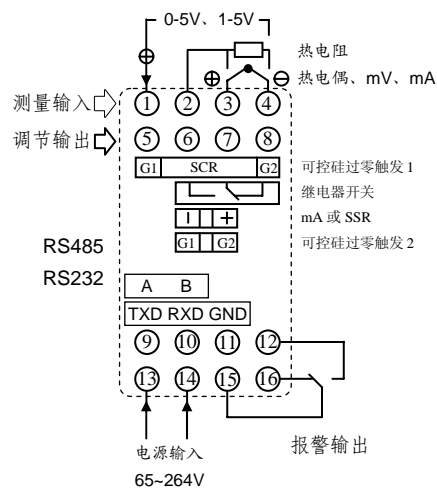 0-5V、1-5V
热电阻
⊕ ⊖ 热电偶、mV、mA
测量输入 ① ② ③ ④
调节输出 ⑤ ⑥ ⑦ ⑧
G1 SCR G2 可控硅过零触发 1
继电器开关
− + mA 或 SSR
G1 G2 可控硅过零触发 2
RS485
RS232
A B
TXD RXD GND
⑨ ⑩ ⑪ ⑫
⑬ ⑭ ⑮ ⑯
电源输入
65~264V
报警输出